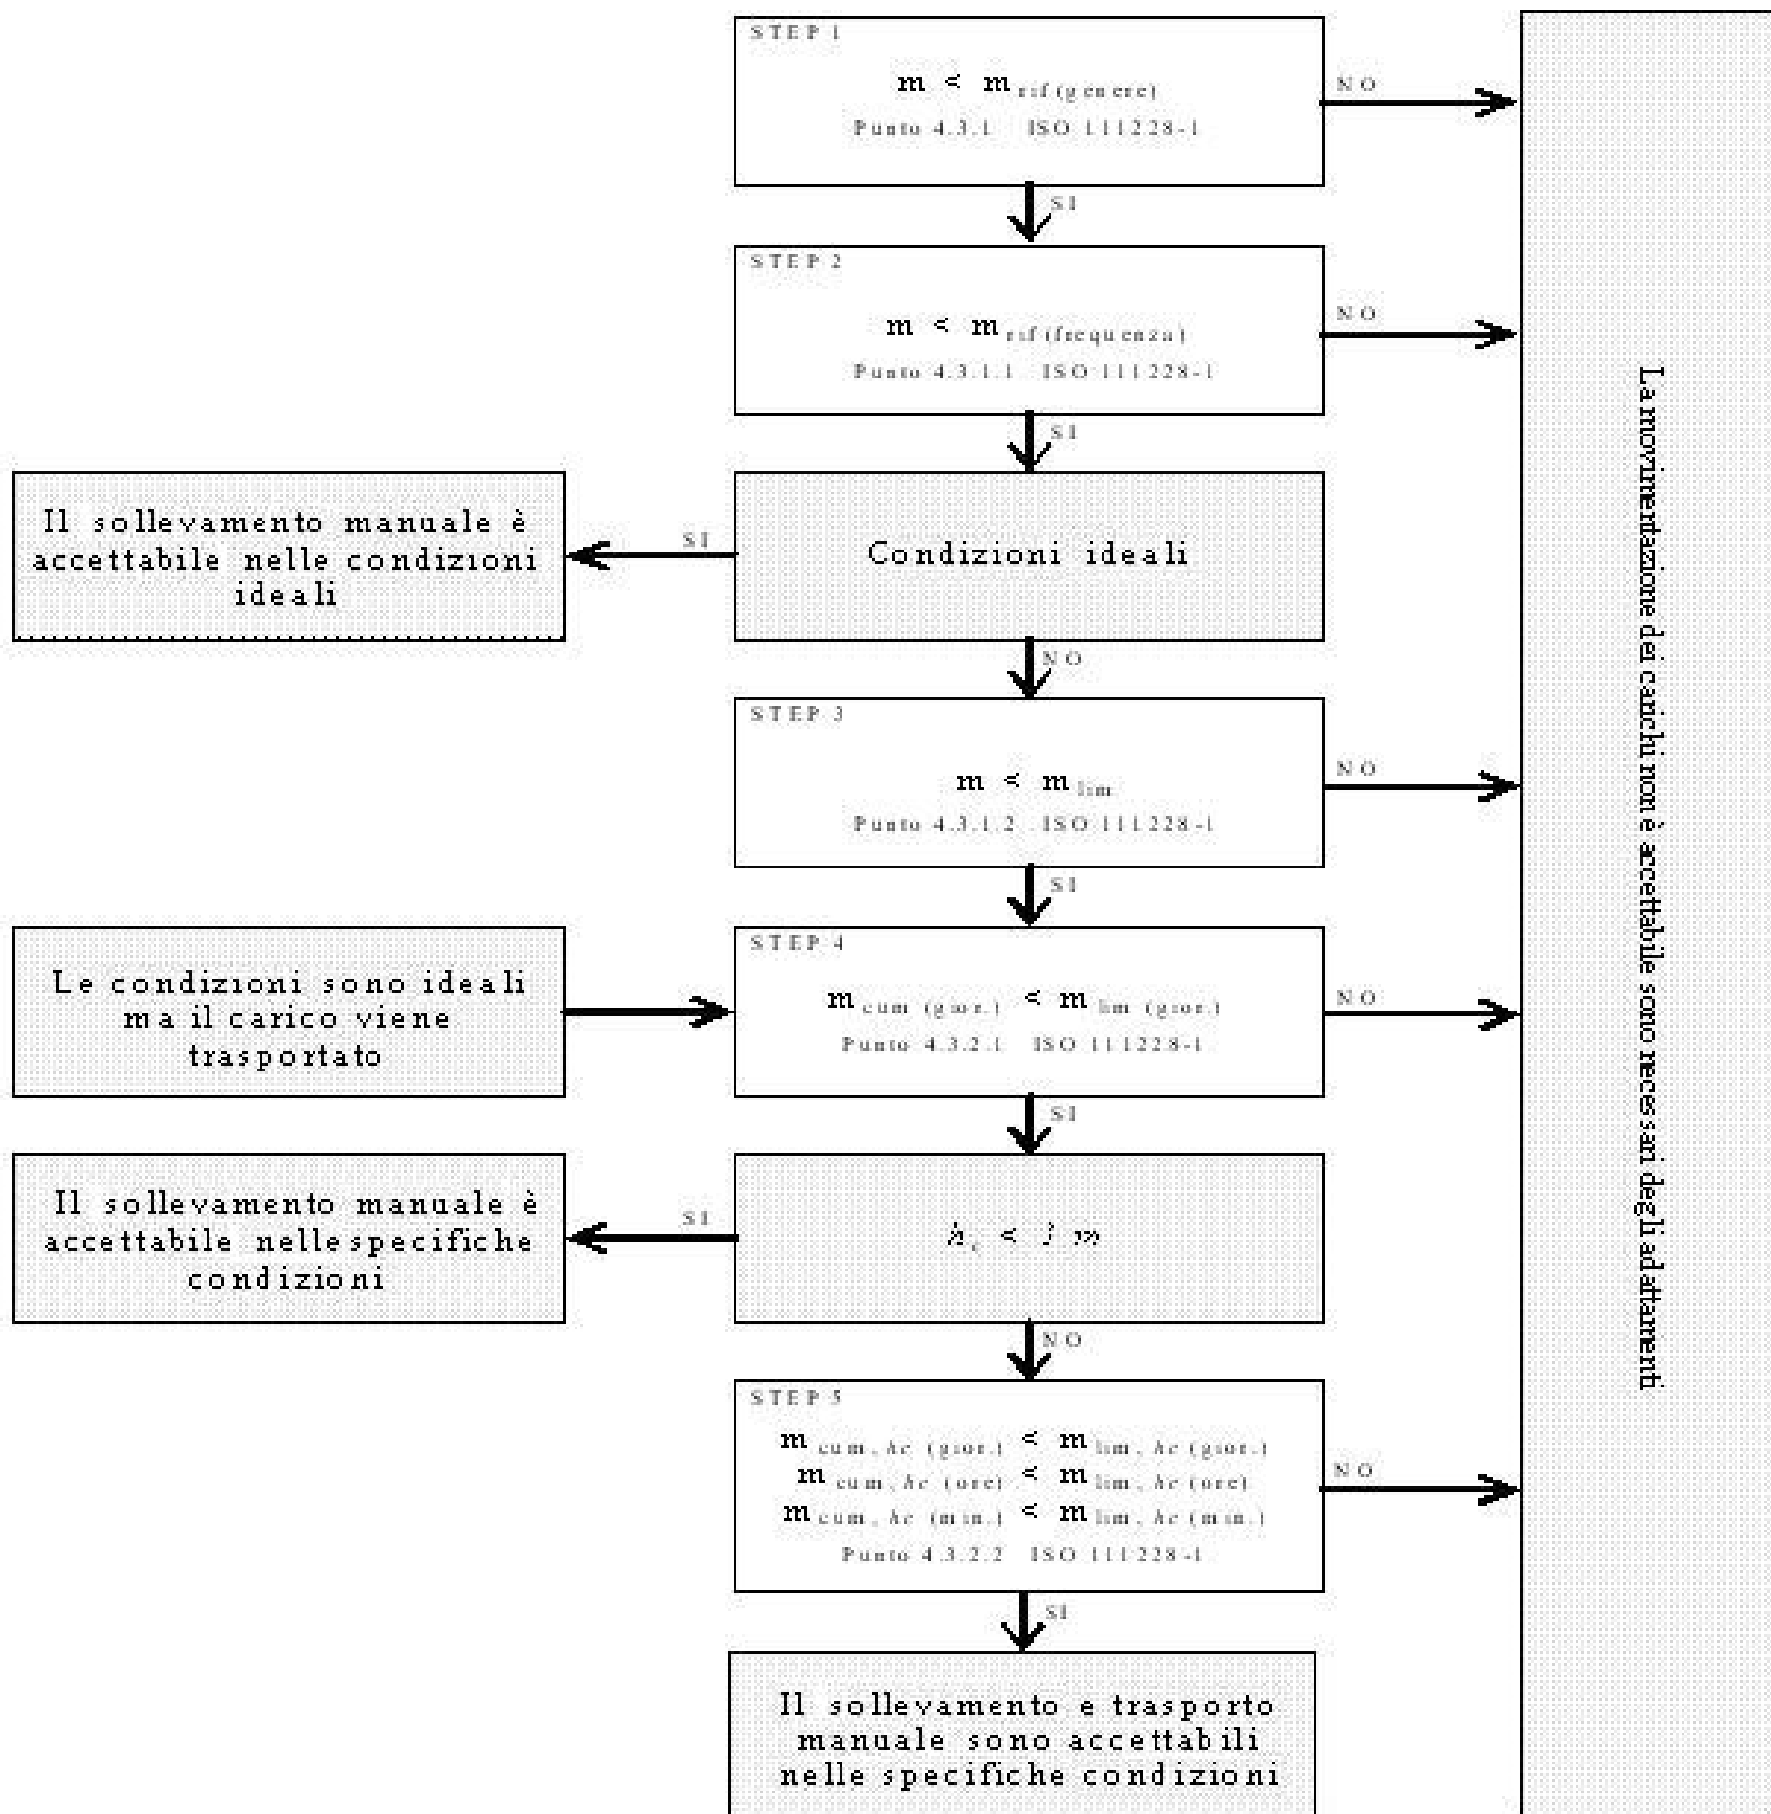 STEP 1
m < m rif (genere)
Punto 4.3.1 ISO 111228-1
NO
SI
STEP 2
m < m rif (frequenza)
Punto 4.3.1.1 ISO 111228-1
NO
SI
Il sollevamento manuale è
accettabile nelle condizioni
ideali
SI
Condizioni ideali
NO
STEP 3
m < m lim
Punto 4.3.1.2 ISO 111228-1
NO
SI
Le condizioni sono ideali
ma il carico viene
trasportato
STEP 4
m cum (gior.) < m lim (gior.)
Punto 4.3.2.1 ISO 111228-1
NO
SI
Il sollevamento manuale è
accettabile nelle specifiche
condizioni
SI
hc < 1 m
NO
STEP 5
m cum, hc (gior.) < m lim, hc (gior.)
m cum, hc (ore) < m lim, hc (ore)
m cum, hc (min.) < m lim, hc (min.)
Punto 4.3.2.2 ISO 111228-1
NO
SI
Il sollevamento e trasporto
manuale sono accettabili
nelle specifiche condizioni
La movimentazione dei carichi non è accettabile sono necessari degli adattamenti